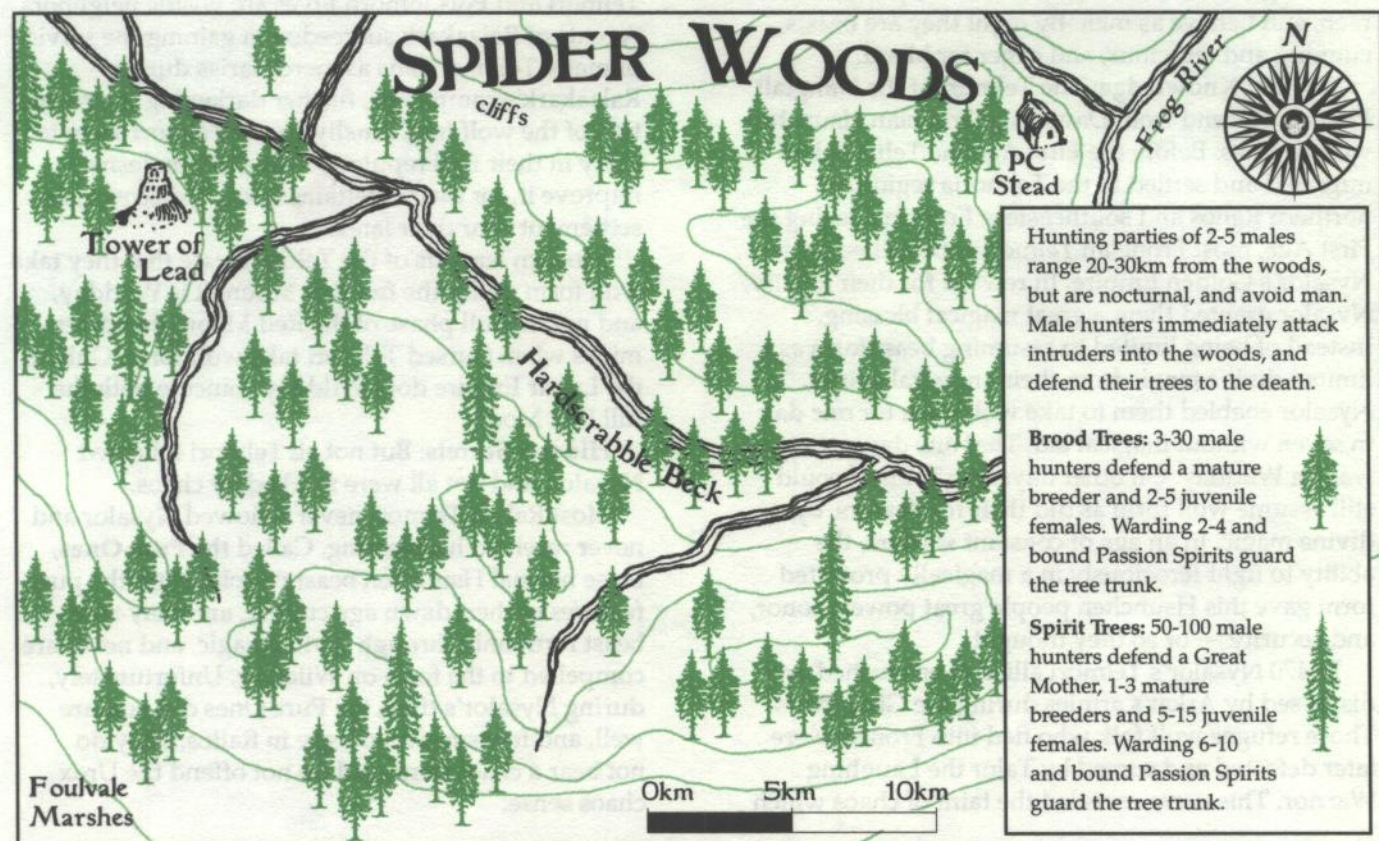 SPIDER WOODS
cliffs
Frog River
N
PC
Stead
Tower of
Lead
Hardscrabble Beck
Foulvale
Marshes
0km 5km 10km
Hunting parties of 2-5 males
range 20-30km from the woods,
but are nocturnal, and avoid man.
Male hunters immediately attack
intruders into the woods, and
defend their trees to the death.
Brood Trees: 3-30 male
hunters defend a mature
breeder and 2-5 juvenile
females. Warding 2-4 and
bound Passion Spirits guard
the tree trunk.
Spirit Trees: 50-100 male
hunters defend a Great
Mother, 1-3 mature
breeders and 5-15 juvenile
females. Warding 6-10
and bound Passion Spirits
guard the tree trunk.